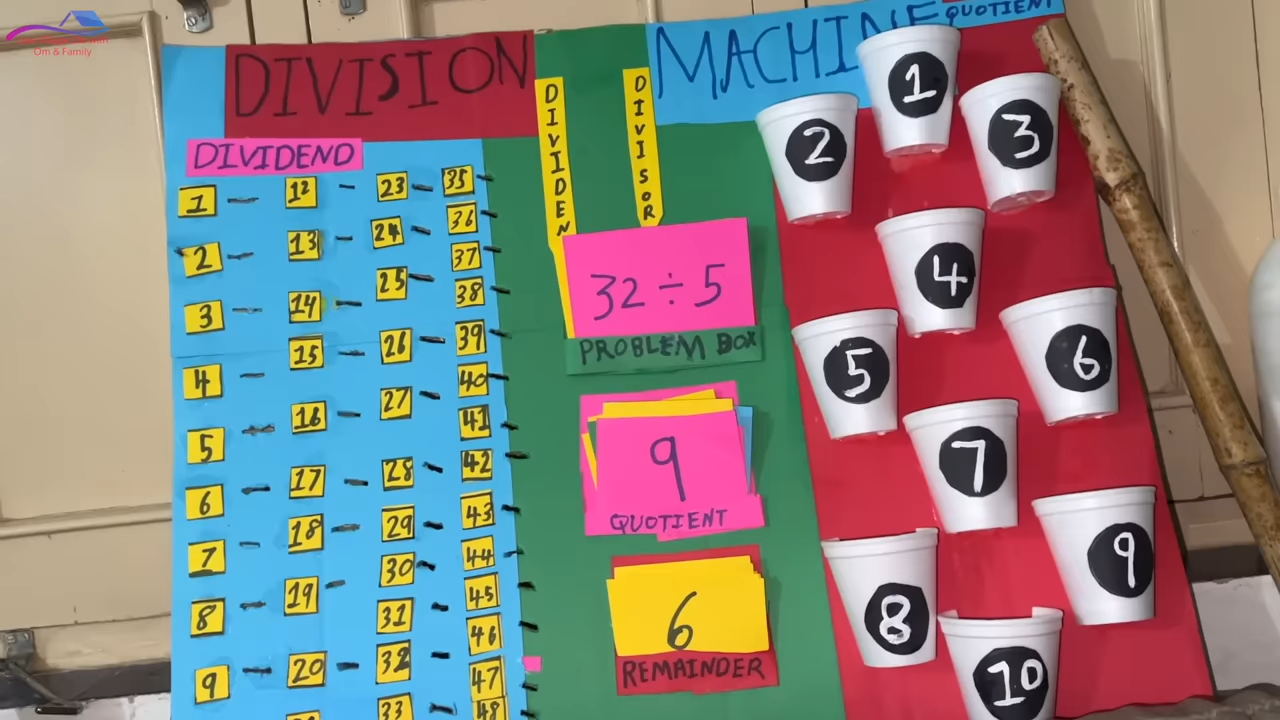 Om & Family
DIVISION
MACHINE
QUOTIENT
DIVIDEND
1 12 23 35
2 13 24 36
3 14 25 37
4 15 26 38
5 16 27 39
6 17 28 40
7 18 29 41
8 19 30 42
9 20 31 43
32 44
33 45
46
47
48
DIVIDEN
DIVISOR
32 ÷ 5
PROBLEM BOX
9
QUOTIENT
6
REMAINDER
1
2
3
4
5
6
7
8
9
10